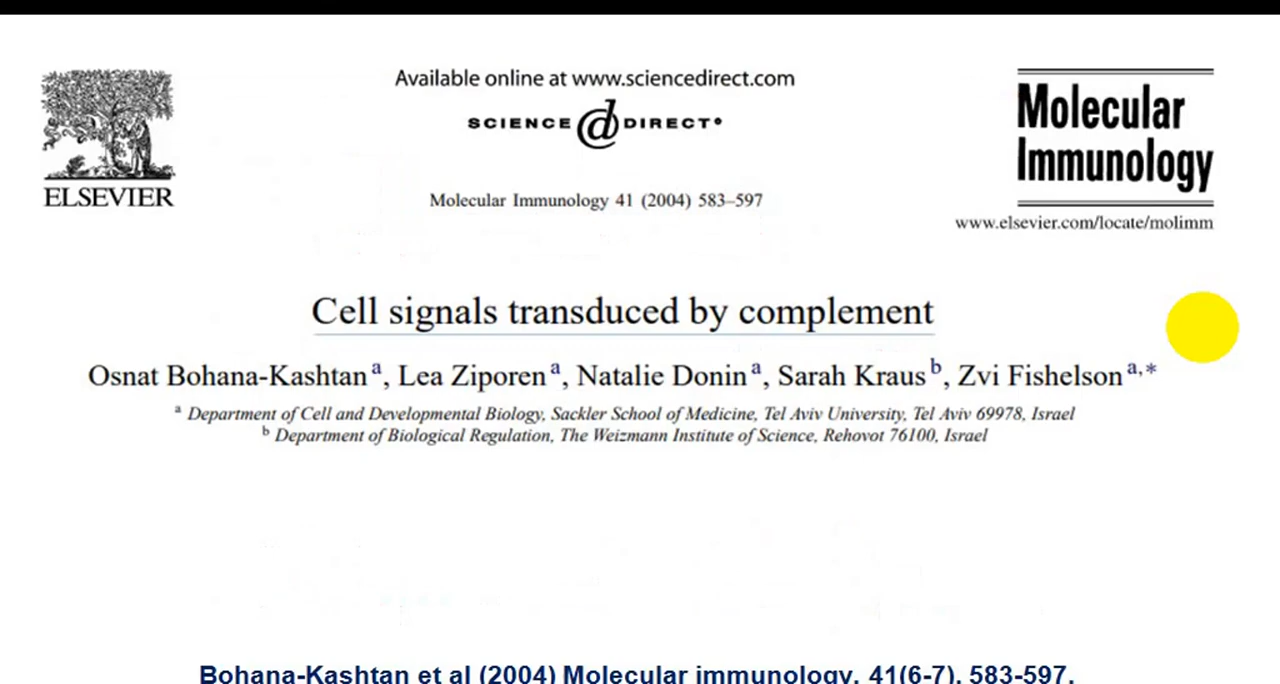 Available online at www.sciencedirect.com
SCIENCE @ DIRECT®
ELSEVIER
Molecular
Immunology
Molecular Immunology 41 (2004) 583–597
www.elsevier.com/locate/molimm
Cell signals transduced by complement
Osnat Bohana-Kashtan a, Lea Ziporen a, Natalie Donin a, Sarah Kraus b, Zvi Fishelson a,*
a Department of Cell and Developmental Biology, Sackler School of Medicine, Tel Aviv University, Tel Aviv 69978, Israel
b Department of Biological Regulation, The Weizmann Institute of Science, Rehovot 76100, Israel
Bohana-Kashtan et al (2004) Molecular immunology, 41(6-7), 583-597.